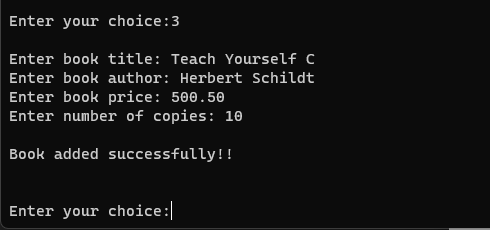 Enter your choice:3
Enter book title: Teach Yourself C
Enter book author: Herbert Schildt
Enter book price: 500.50
Enter number of copies: 10
Book added successfully!!
Enter your choice: